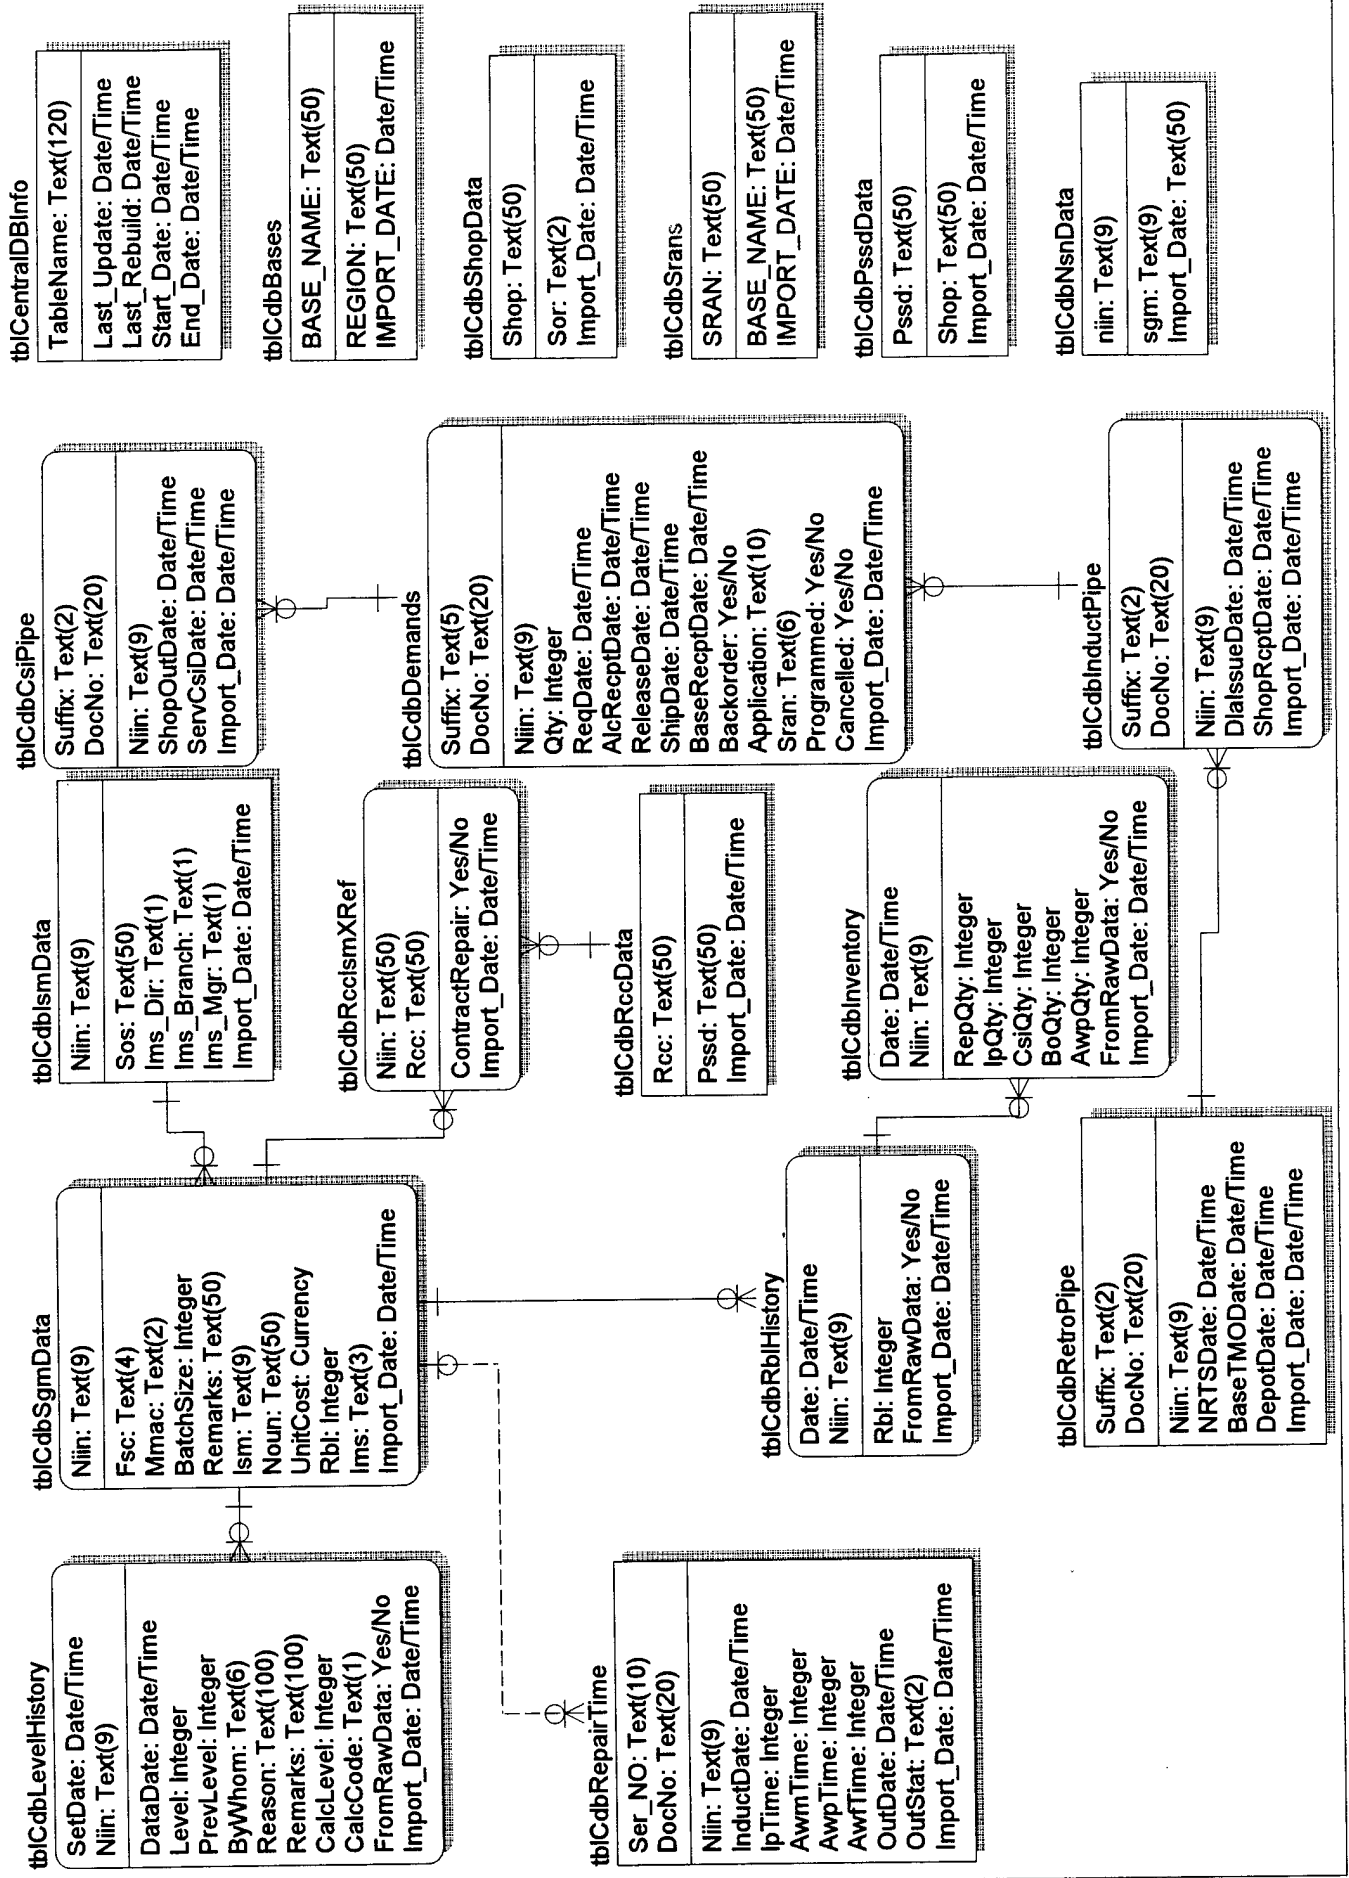 tblCdbLevelHistory
SetDate: Date/Time
Niin: Text(9)
DataDate: Date/Time
Level: Integer
PrevLevel: Integer
ByWhom: Text(6)
Reason: Text(100)
Remarks: Text(100)
CalcLevel: Integer
CalcCode: Text(1)
FromRawData: Yes/No
Import_Date: Date/Time
tblCdbSgmData
Niin: Text(9)
Fsc: Text(4)
Mmac: Text(2)
BatchSize: Integer
Remarks: Text(50)
Ism: Text(9)
Noun: Text(50)
UnitCost: Currency
Rbl: Integer
Ims: Text(3)
Import_Date: Date/Time
tblCdbIsmData
Niin: Text(9)
Sos: Text(50)
Ims_Dir: Text(1)
Ims_Branch: Text(1)
Ims_Mgr: Text(1)
Import_Date: Date/Time
tblCdbCsiPipe
Suffix: Text(2)
DocNo: Text(20)
Niin: Text(9)
ShopOutDate: Date/Time
ServCsiDate: Date/Time
Import_Date: Date/Time
tblCentralDBInfo
TableName: Text(120)
Last_Update: Date/Time
Last_Rebuild: Date/Time
Start_Date: Date/Time
End_Date: Date/Time
tblCdbBases
BASE_NAME: Text(50)
REGION: Text(50)
IMPORT_DATE: Date/Time
tblCdbRccIsmXRef
Niin: Text(50)
Rcc: Text(50)
ContractRepair: Yes/No
Import_Date: Date/Time
tblCdbDemands
Suffix: Text(5)
DocNo: Text(20)
Niin: Text(9)
Qty: Integer
ReqDate: Date/Time
AlcRecptDate: Date/Time
ReleaseDate: Date/Time
ShipDate: Date/Time
BaseRecptDate: Date/Time
Backorder: Yes/No
Application: Text(10)
Sran: Text(6)
Programmed: Yes/No
Cancelled: Yes/No
Import_Date: Date/Time
tblCdbShopData
Shop: Text(50)
Sor: Text(2)
Import_Date: Date/Time
tblCdbRepairTime
Ser_NO: Text(10)
DocNo: Text(20)
Niin: Text(9)
InductDate: Date/Time
IpTime: Integer
AwmTime: Integer
AwpTime: Integer
AwfTime: Integer
OutDate: Date/Time
OutStat: Text(2)
Import_Date: Date/Time
tblCdbRccData
Rcc: Text(50)
Pssd: Text(50)
Import_Date: Date/Time
tblCdbSrans
SRAN: Text(50)
BASE_NAME: Text(50)
IMPORT_DATE: Date/Time
tblCdbRblHistory
Date: Date/Time
Niin: Text(9)
Rbl: Integer
FromRawData: Yes/No
Import_Date: Date/Time
tblCdbInventory
Date: Date/Time
Niin: Text(9)
RepQty: Integer
IpQty: Integer
CsiQty: Integer
BoQty: Integer
AwpQty: Integer
FromRawData: Yes/No
Import_Date: Date/Time
tblCdbPssdData
Pssd: Text(50)
Shop: Text(50)
Import_Date: Date/Time
tblCdbRetroPipe
Suffix: Text(2)
DocNo: Text(20)
Niin: Text(9)
NRTSDate: Date/Time
BaseTMODate: Date/Time
DepotDate: Date/Time
Import_Date: Date/Time
tblCdbInductPipe
Suffix: Text(2)
DocNo: Text(20)
Niin: Text(9)
DlaIssueDate: Date/Time
ShopRcptDate: Date/Time
Import_Date: Date/Time
tblCdbNsnData
niin: Text(9)
sgm: Text(9)
Import_Date: Text(50)